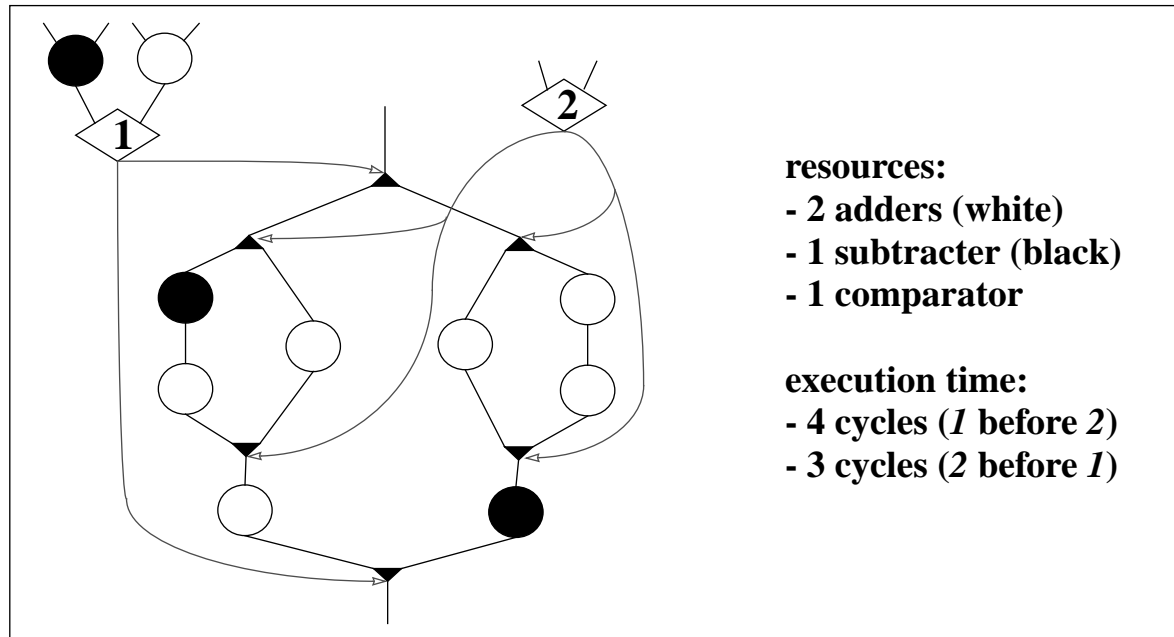 1
2
resources:
- 2 adders (white)
- 1 subtracter (black)
- 1 comparator
execution time:
- 4 cycles (1 before 2)
- 3 cycles (2 before 1)